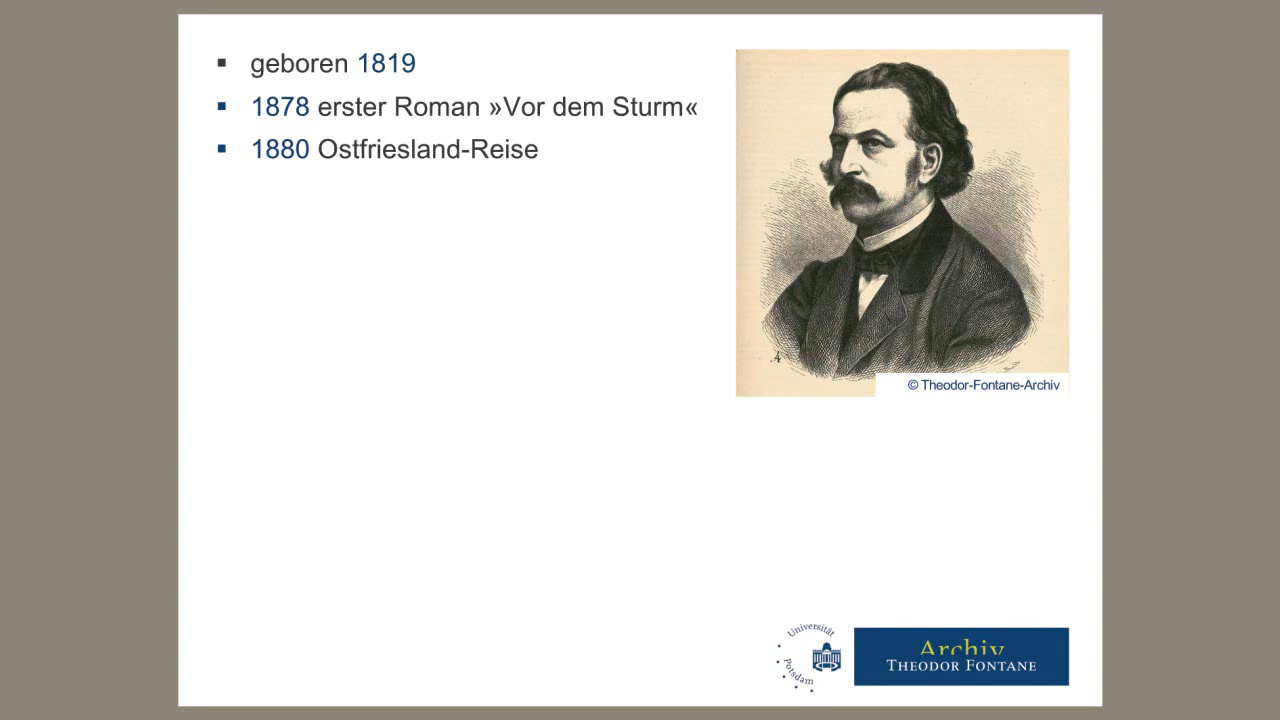 ▪ geboren 1819
▪ 1878 erster Roman »Vor dem Sturm«
▪ 1880 Ostfriesland-Reise
.4
© Theodor-Fontane-Archiv
Universität
Potsdam
Archiv
THEODOR FONTANE